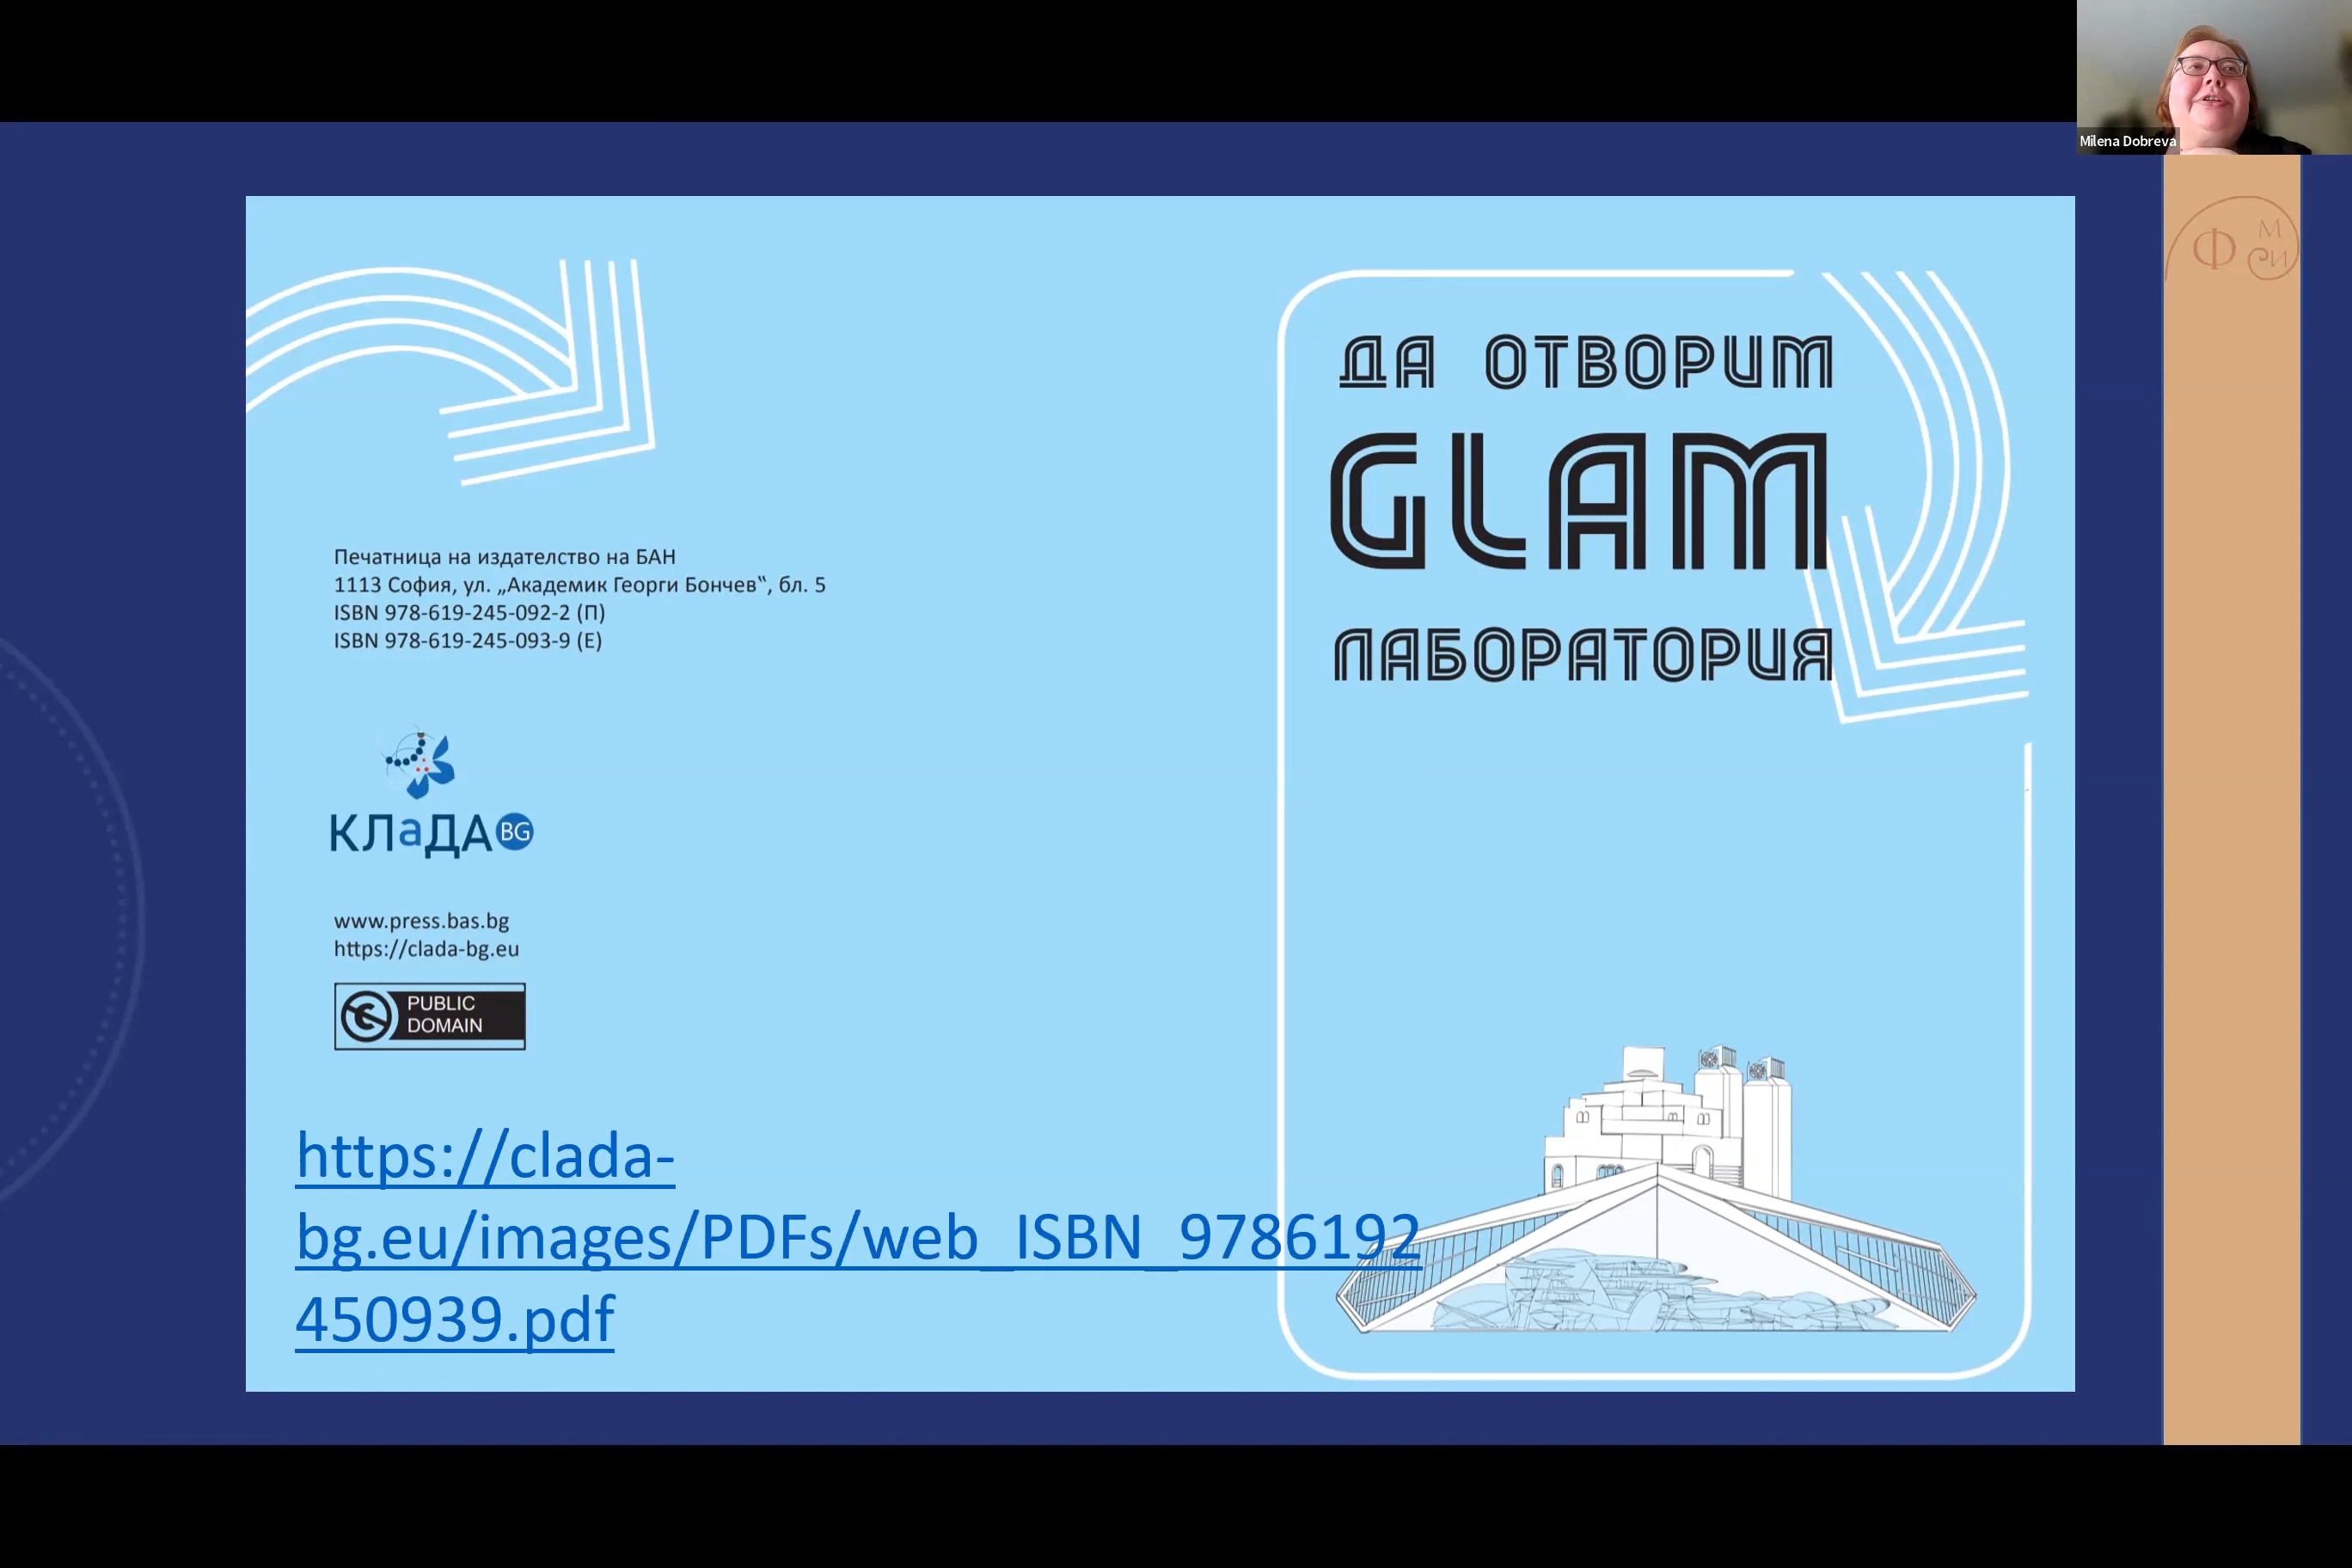 Milena Dobreva
Ф
М
СИ
ДА ОТВОРИМ
GLAM
ЛАБОРАТОРИЯ
Печатница на издателство на БАН
1113 София, ул. „Академик Георги Бончев“, бл. 5
ISBN 978-619-245-092-2 (П)
ISBN 978-619-245-093-9 (Е)
КЛаДА BG
www.press.bas.bg
https://clada-bg.eu
PUBLIC
DOMAIN
https://clada-
bg.eu/images/PDFs/web_ISBN_9786192
450939.pdf